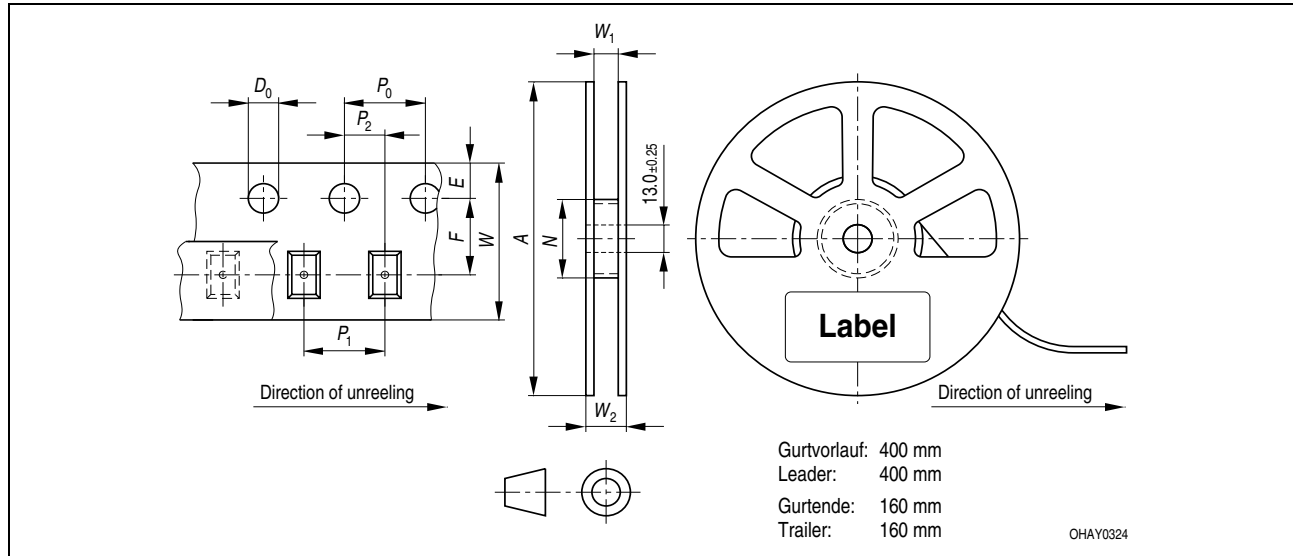 W₁
D₀
P₀
P₂
E
F
W
A
N
13.0±0.25
Label
P₁
Direction of unreeling
W₂
Direction of unreeling
Gurtvorlauf: 400 mm
Leader: 400 mm
Gurtende: 160 mm
Trailer: 160 mm
OHAY0324